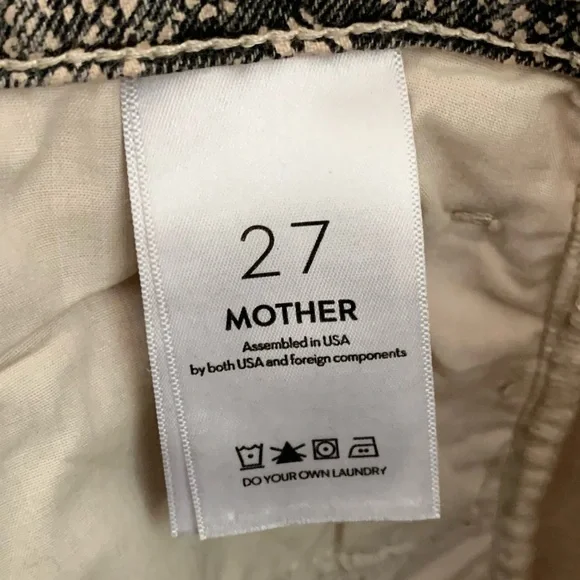 27
MOTHER
Assembled in USA
by both USA and foreign components
DO YOUR OWN LAUNDRY